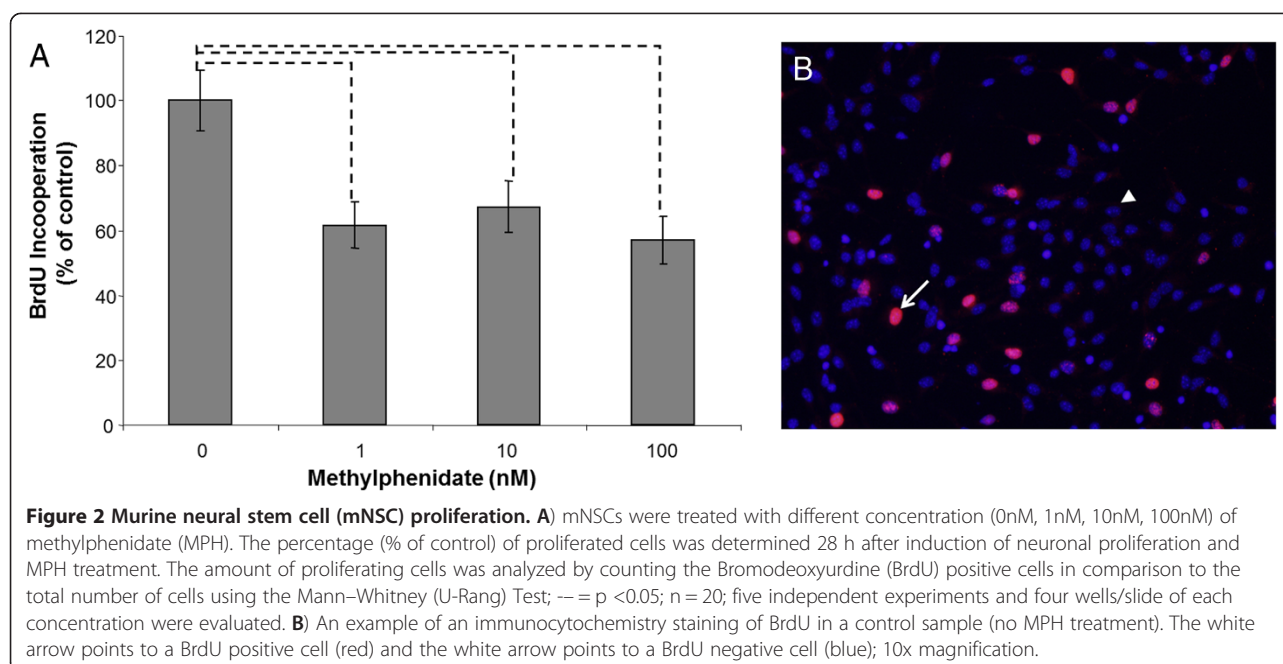 A
120
100
80
60
40
20
0
BrdU Incooperation
(% of control)
0 1 10 100
Methylphenidate (nM)
B
Figure 2 Murine neural stem cell (mNSC) proliferation. A) mNSCs were treated with different concentration (0nM, 1nM, 10nM, 100nM) of
methylphenidate (MPH). The percentage (% of control) of proliferated cells was determined 28 h after induction of neuronal proliferation and
MPH treatment. The amount of proliferating cells was analyzed by counting the Bromodeoxyurdine (BrdU) positive cells in comparison to the
total number of cells using the Mann–Whitney (U-Rang) Test; -– = p <0.05; n = 20; five independent experiments and four wells/slide of each
concentration were evaluated. B) An example of an immunocytochemistry staining of BrdU in a control sample (no MPH treatment). The white
arrow points to a BrdU positive cell (red) and the white arrow points to a BrdU negative cell (blue); 10x magnification.